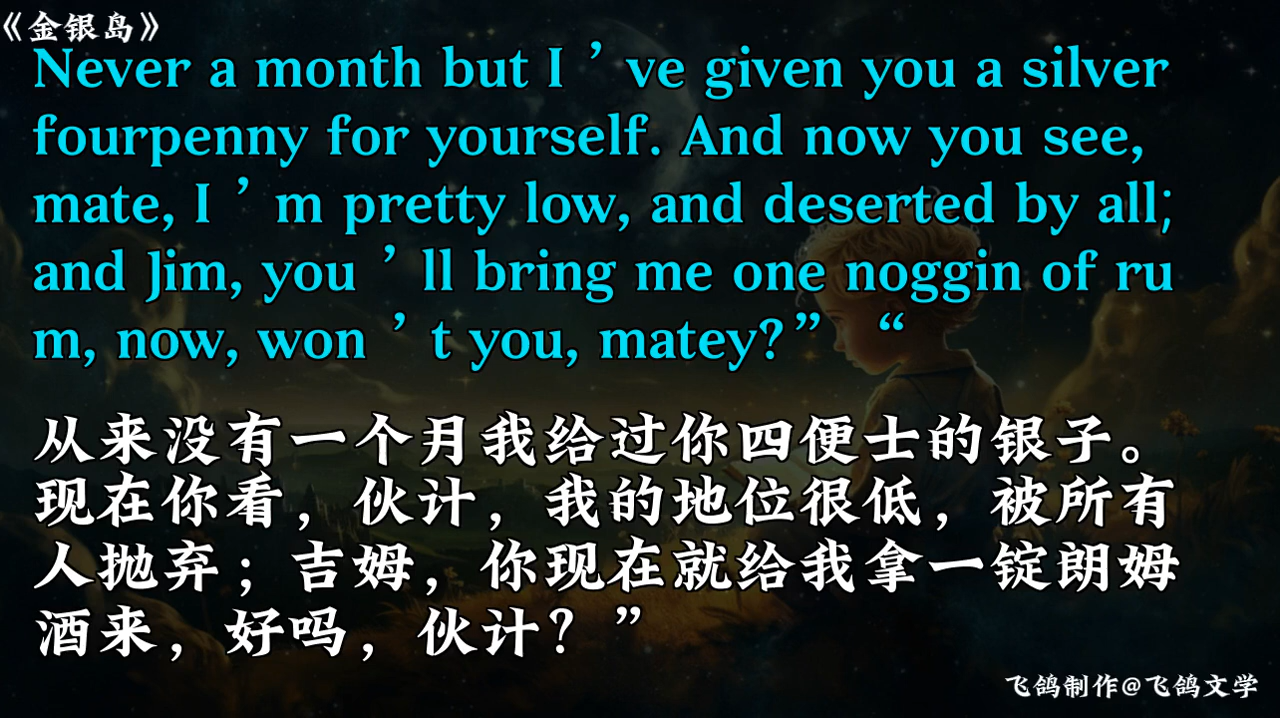 《金银岛》
Never a month but I ’ ve given you a silver
fourpenny for yourself. And now you see,
mate, I ’ m pretty low, and deserted by all;
and Jim, you ’ ll bring me one noggin of ru
m, now, won ’ t you, matey?” “
从来没有一个月我给过你四便士的银子。
现在你看，伙计，我的地位很低，被所有
人抛弃；吉姆，你现在就给我拿一锭朗姆
酒来，好吗，伙计？”
飞鸽制作@飞鸽文学